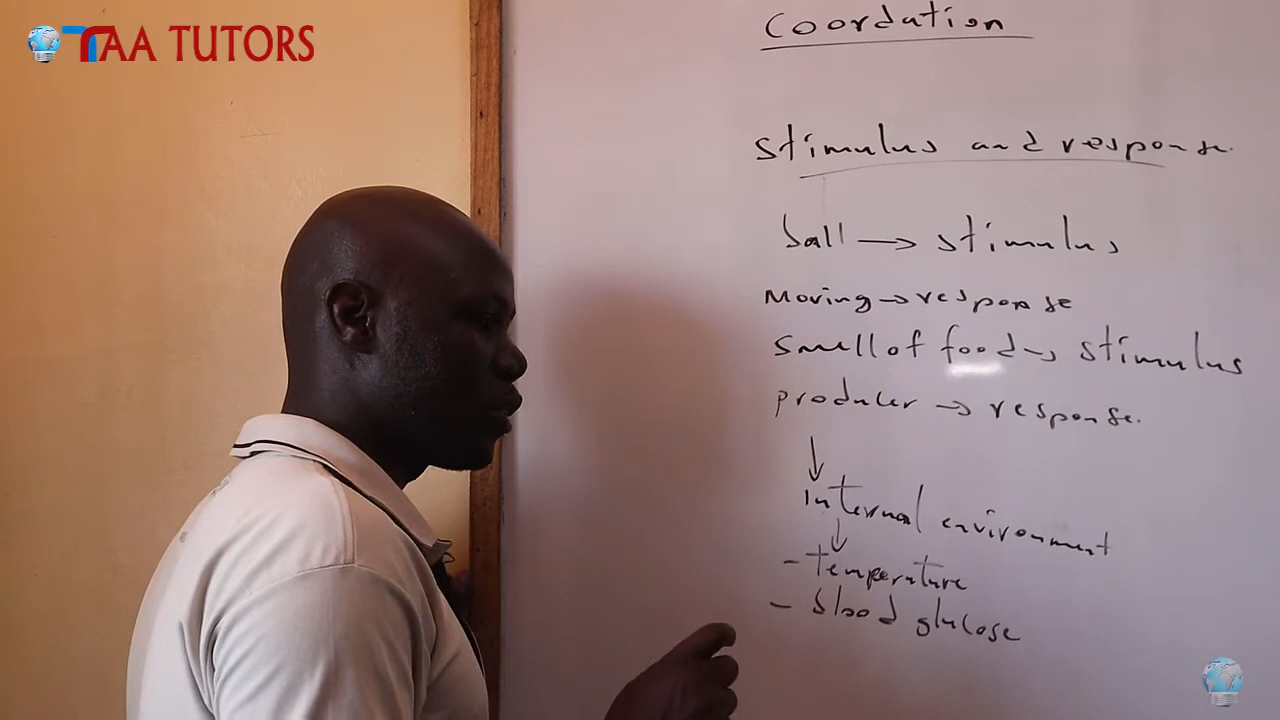 TTAA TUTORS
Coordation
stimulus and response.
ball → stimulus
Moving → response
Smell of food → stimulus
producer → response.
↓
internal environment
↓
- temperature
- blood glucose